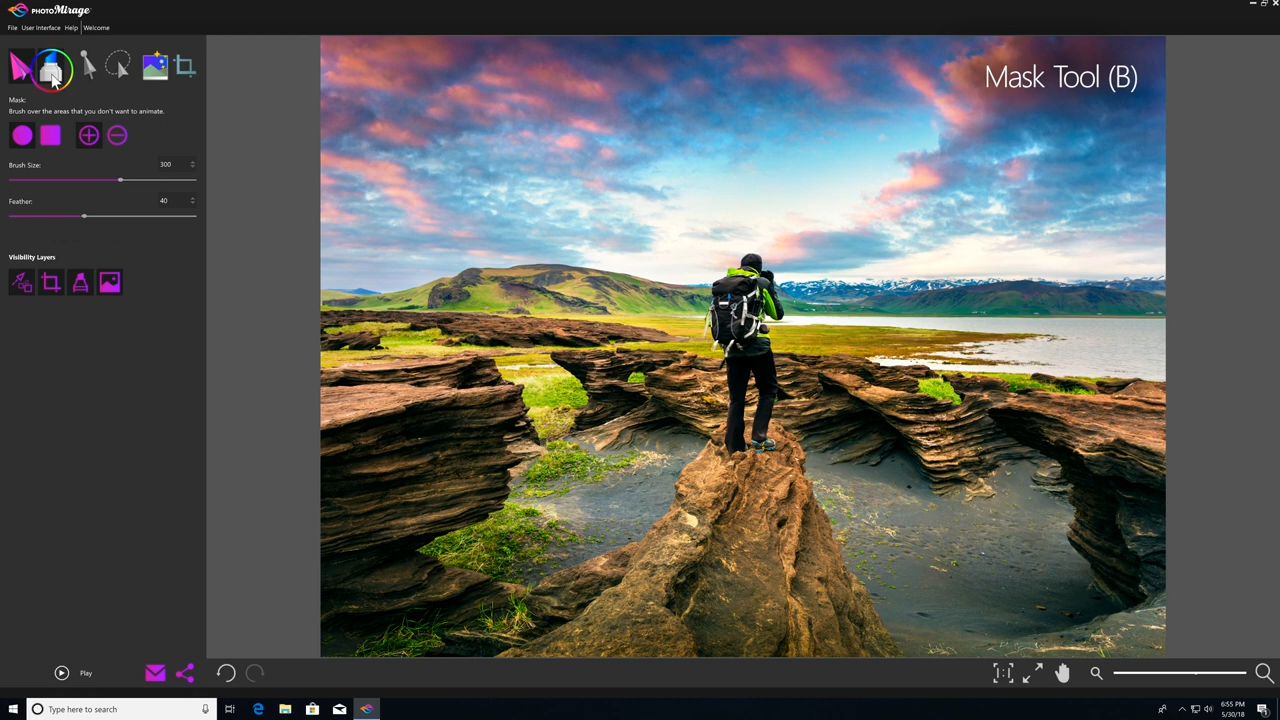 PHOTOMIRAGE
File User Interface Help Welcome
Mask Tool (B)
Mask:
Brush over the areas that you don't want to animate.
Brush Size: 300
Feather: 40
Visibility Layers
Play
Type here to search
6:55 PM
5/30/18